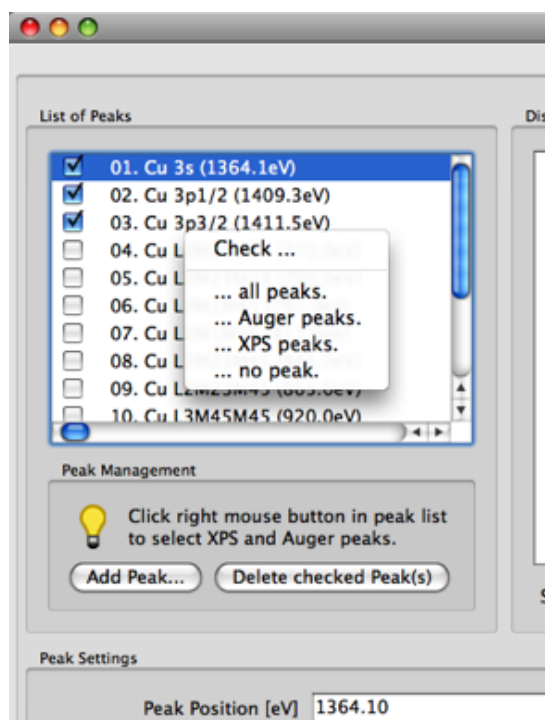 List of Peaks
Dis
01. Cu 3s (1364.1eV)
02. Cu 3p1/2 (1409.3eV)
03. Cu 3p3/2 (1411.5eV)
04. Cu L
05. Cu L
06. Cu L
07. Cu L
08. Cu L
09. Cu
10. Cu L3M45M45 (920.0eV)
Check ...
... all peaks.
... Auger peaks.
... XPS peaks.
... no peak.
Peak Management
Click right mouse button in peak list
to select XPS and Auger peaks.
Add Peak...
Delete checked Peak(s)
S
Peak Settings
Peak Position [eV]
1364.10